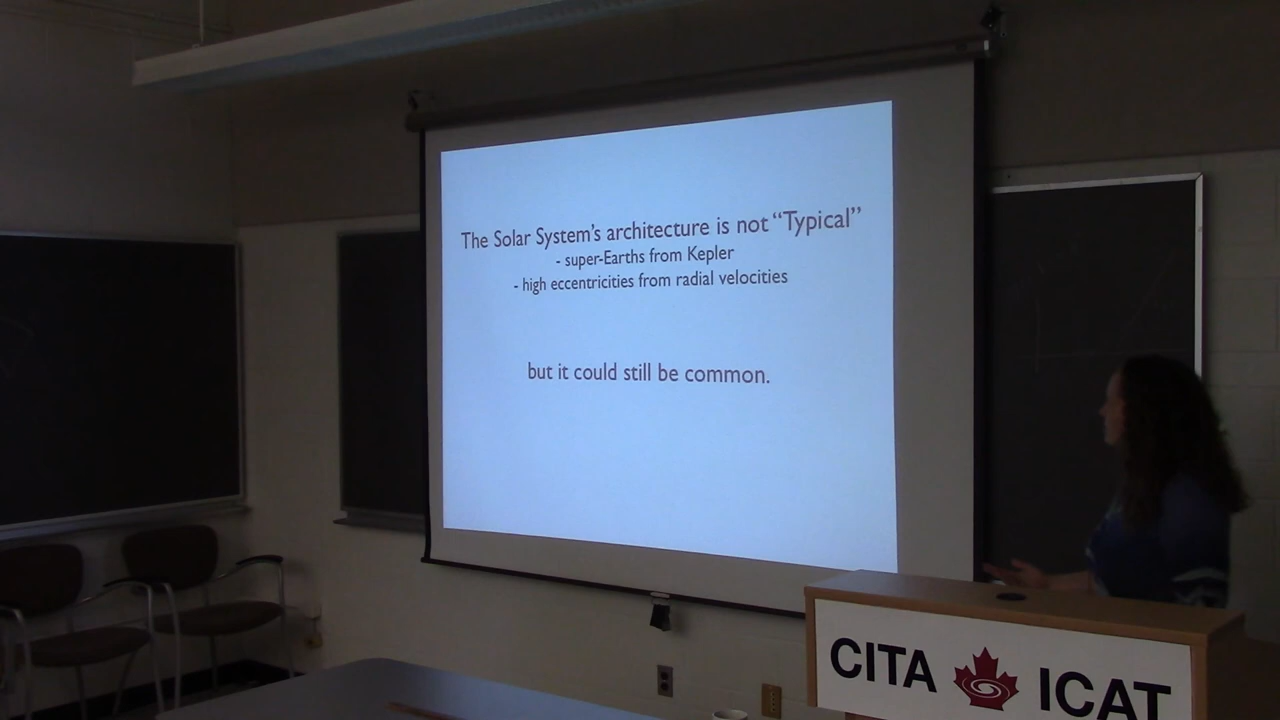 The Solar System's architecture is not “Typical”
- super-Earths from Kepler
- high eccentricities from radial velocities
but it could still be common.
CITA ICAT